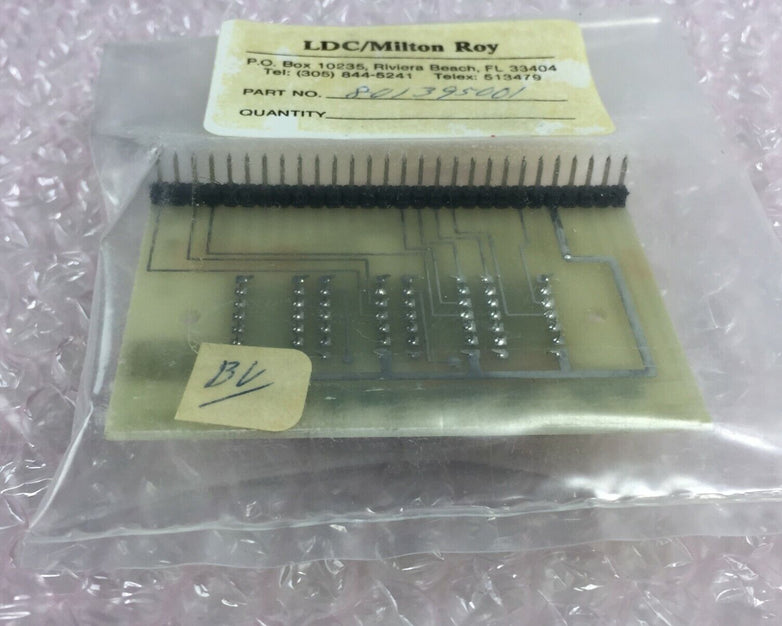 LDC/Milton Roy
P.O. Box 10235, Riviera Beach, FL 33404
Tel: (305) 844-5241 Telex: 513479
PART NO. 801395001
QUANTITY
BV